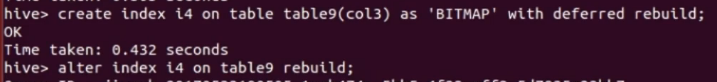 hive> create index i4 on table table9(col3) as 'BITMAP' with deferred rebuild;
OK
Time taken: 0.432 seconds
hive> alter index i4 on table9 rebuild;